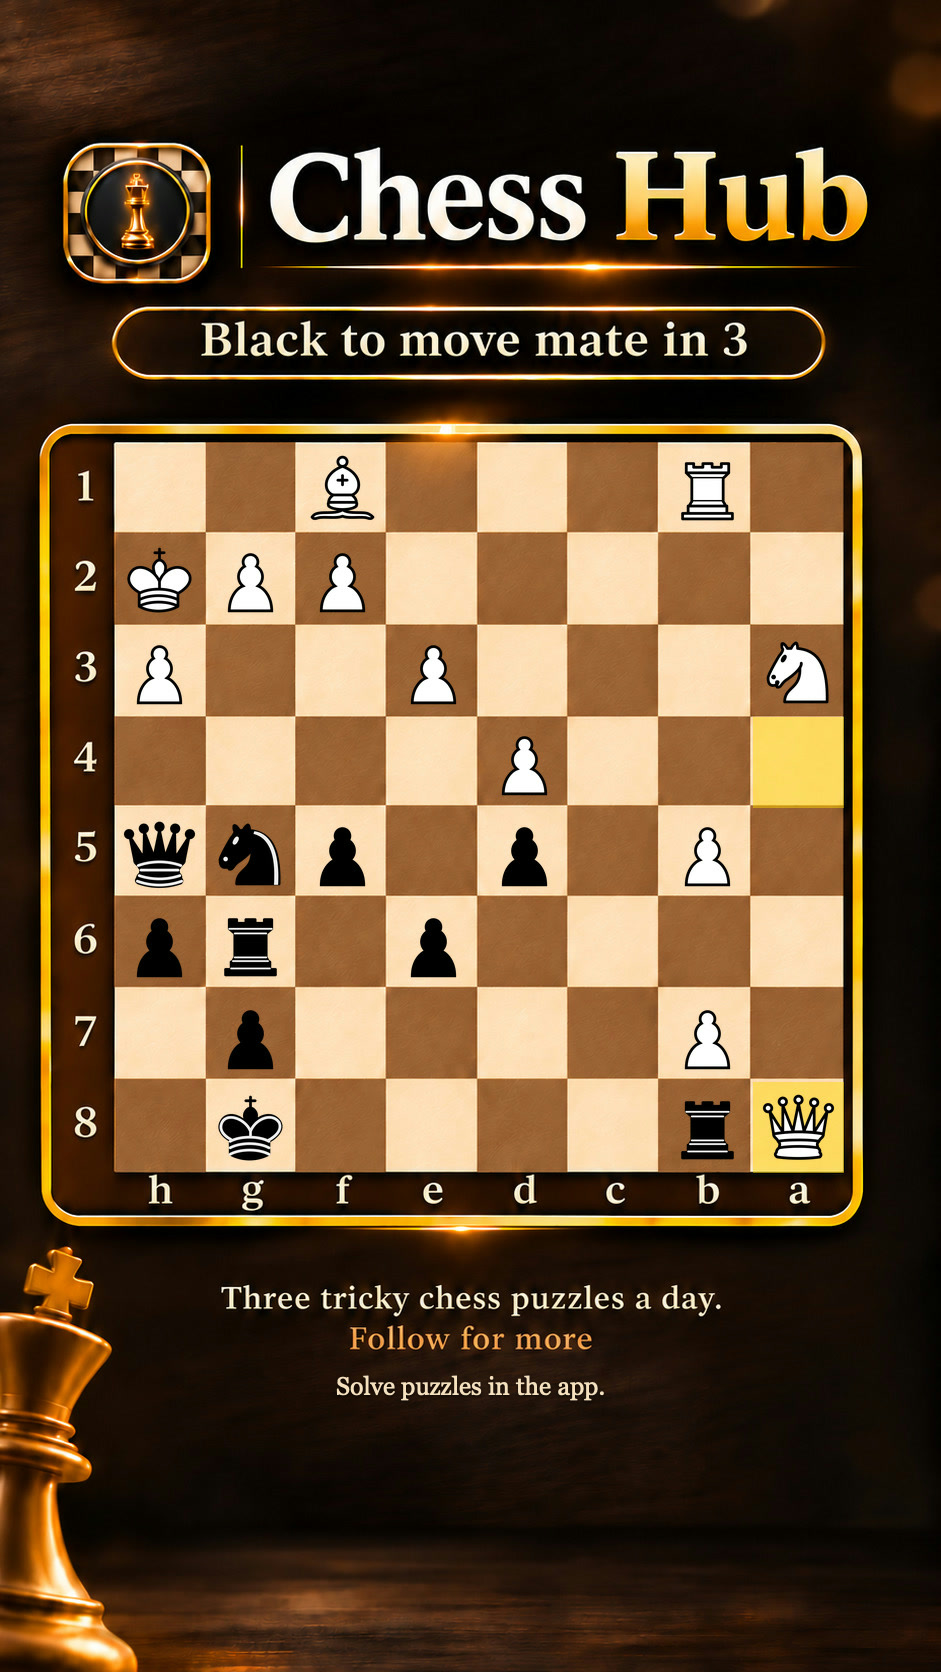 Chess Hub
Black to move mate in 3
1
2
3
4
5
6
7
8
h g f e d c b a
Three tricky chess puzzles a day.
Follow for more
Solve puzzles in the app.